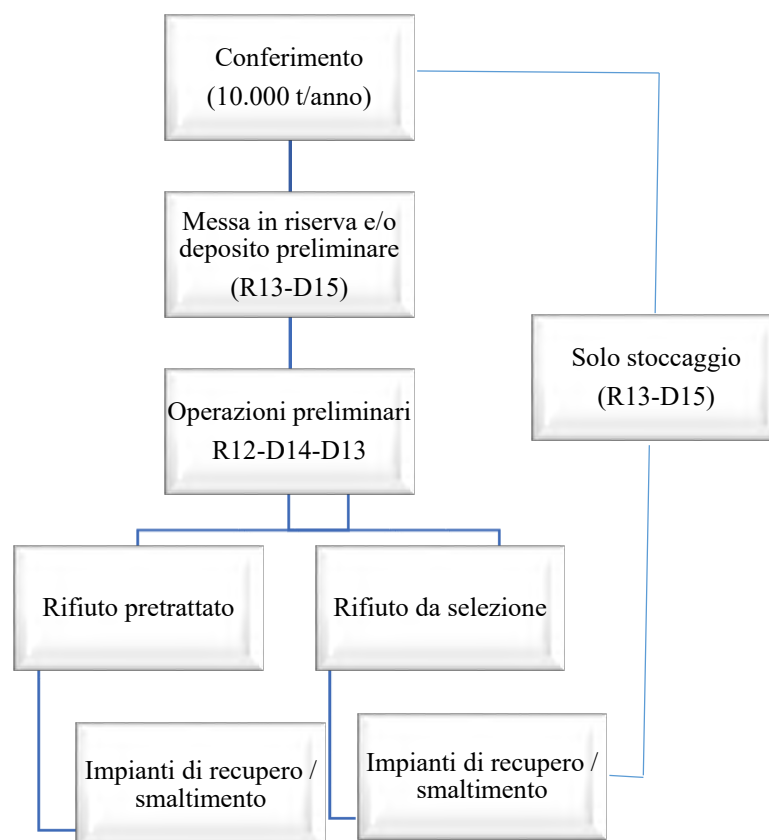 Conferimento
(10.000 t/anno)
Messa in riserva e/o
deposito preliminare
(R13-D15)
Solo stoccaggio
(R13-D15)
Operazioni preliminari
R12-D14-D13
Rifiuto pretrattato
Rifiuto da selezione
Impianti di recupero /
smaltimento
Impianti di recupero /
smaltimento